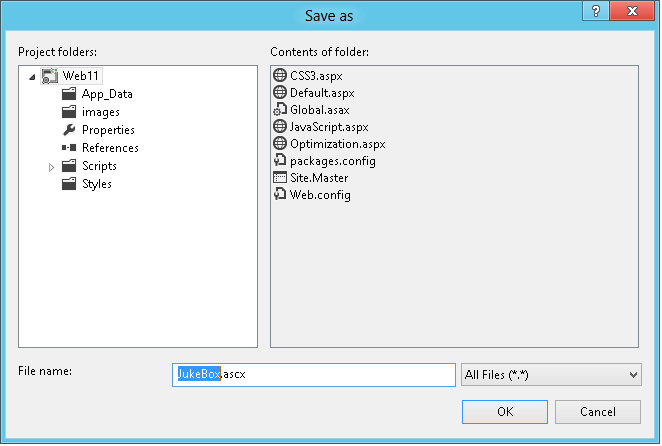 Save as
? X
Project folders:
Web11
App_Data
images
Properties
References
Scripts
Styles
Contents of folder:
CSS3.aspx
Default.aspx
Global.asax
JavaScript.aspx
Optimization.aspx
packages.config
Site.Master
Web.config
File name:
JukeBox.ascx
All Files (*.*)
OK
Cancel